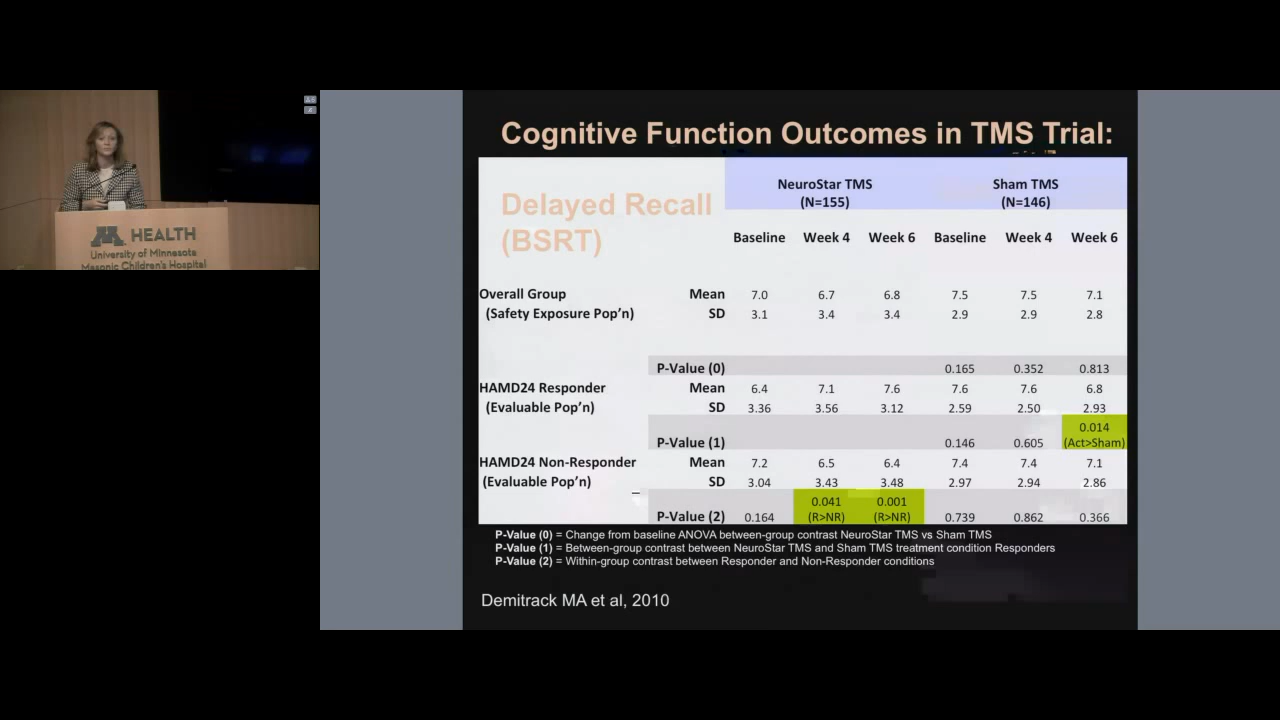 HEALTH
University of Minnesota
Masonic Children's Hospital
Cognitive Function Outcomes in TMS Trial:
Delayed Recall
(BSRT)
NeuroStar TMS Sham TMS
(N=155) (N=146)
Baseline Week 4 Week 6 Baseline Week 4 Week 6
Overall Group Mean 7.0 6.7 6.8 7.5 7.5 7.1
(Safety Exposure Pop'n) SD 3.1 3.4 3.4 2.9 2.9 2.8
P-Value (0) 0.165 0.352 0.813
HAMD24 Responder Mean 6.4 7.1 7.6 7.6 7.6 6.8
(Evaluable Pop'n) SD 3.36 3.56 3.12 2.59 2.50 2.93
0.014
P-Value (1) 0.146 0.605 (Act>Sham)
HAMD24 Non-Responder Mean 7.2 6.5 6.4 7.4 7.4 7.1
(Evaluable Pop'n) SD 3.04 3.43 3.48 2.97 2.94 2.86
0.041 0.001
P-Value (2) 0.164 (R>NR) (R>NR) 0.739 0.862 0.366
P-Value (0) = Change from baseline ANOVA between-group contrast NeuroStar TMS vs Sham TMS
P-Value (1) = Between-group contrast between NeuroStar TMS and Sham TMS treatment condition Responders
P-Value (2) = Within-group contrast between Responder and Non-Responder conditions
Demitrack MA et al, 2010